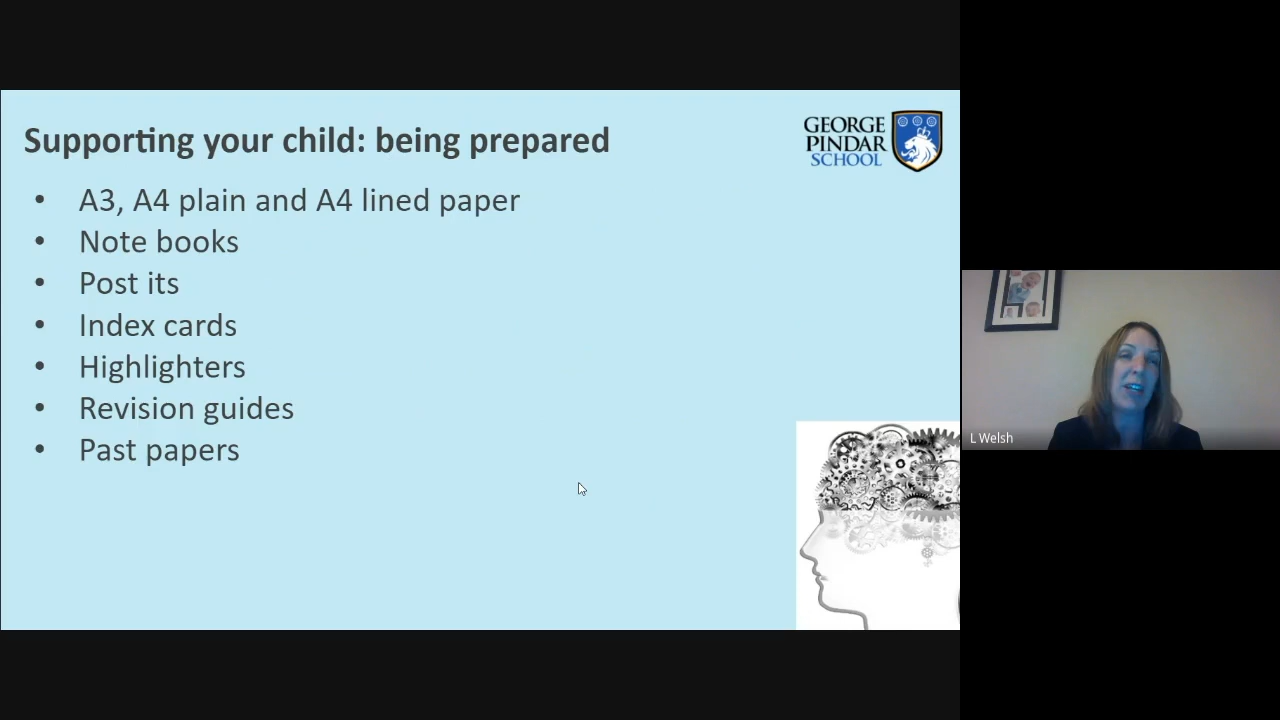 Supporting your child: being prepared
GEORGE
PINDAR
SCHOOL
• A3, A4 plain and A4 lined paper
• Note books
• Post its
• Index cards
• Highlighters
• Revision guides
• Past papers
L Welsh